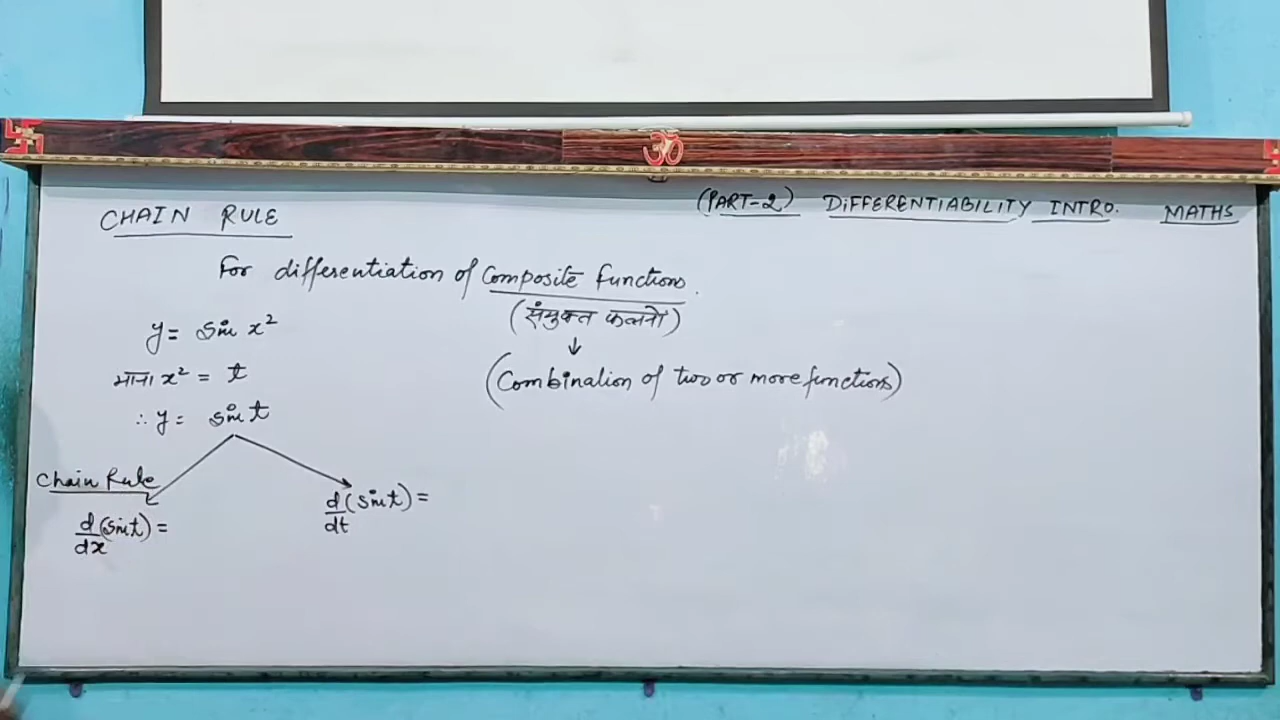 ॐ
(PART-2) DIFFERENTIABILITY INTRO. MATHS
CHAIN RULE
For differentiation of Composite functions.
(संयुक्त फलनो)
↓
(Combination of two or more functions)
y = sin x²
माना x² = t
∴ y = sin t
Chain Rule
d/dx (sin t) =
d/dt (sin t) =